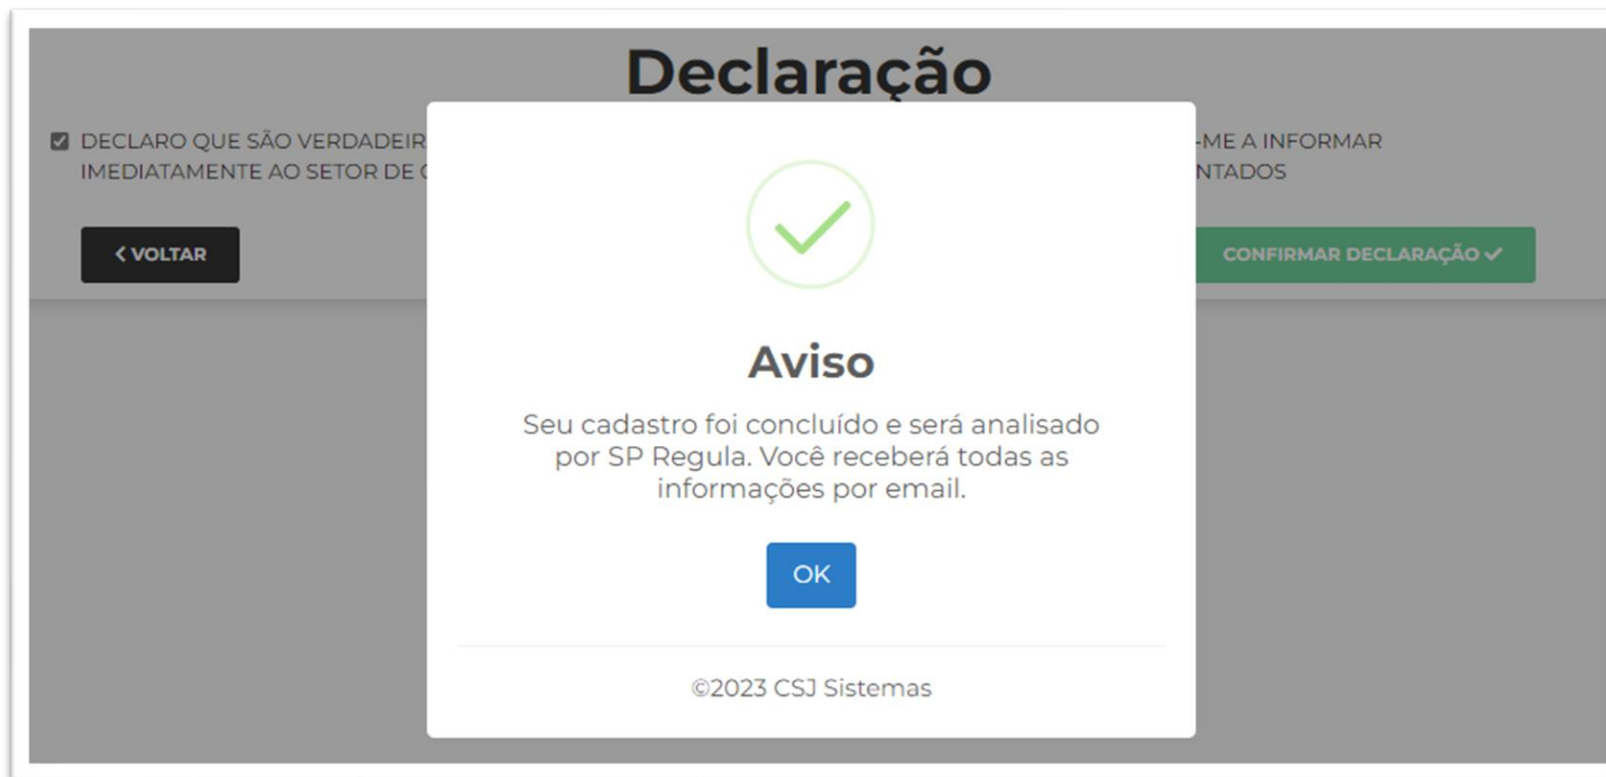 Declaração
DECLARO QUE SÃO VERDADEIR
-ME A INFORMAR
IMEDIATAMENTE AO SETOR DE
NTADOS
VOLTAR
CONFIRMAR DECLARAÇÃO
Aviso
Seu cadastro foi concluído e será analisado
por SP Regula. Você receberá todas as
informações por email.
OK
©2023 CSJ Sistemas